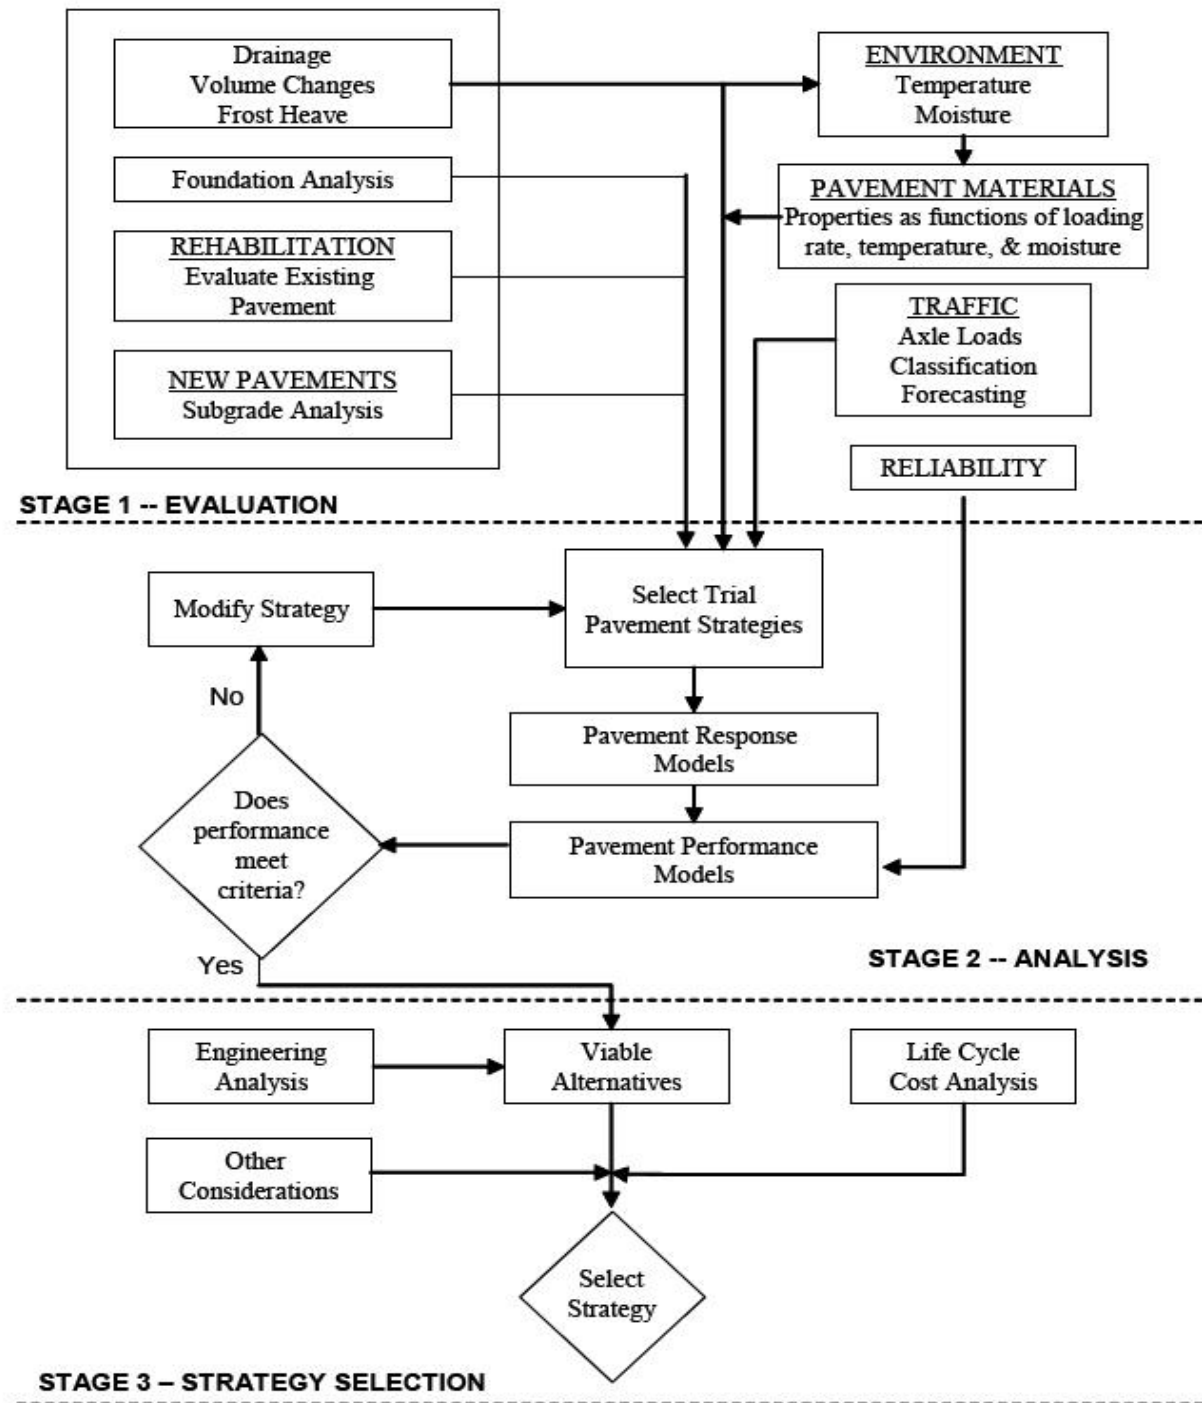 Drainage
Volume Changes
Frost Heave
Foundation Analysis
REHABILITATION
Evaluate Existing
Pavement
NEW PAVEMENTS
Subgrade Analysis
ENVIRONMENT
Temperature
Moisture
PAVEMENT MATERIALS
Properties as functions of loading
rate, temperature, & moisture
TRAFFIC
Axle Loads
Classification
Forecasting
RELIABILITY
STAGE 1 -- EVALUATION
Modify Strategy
Select Trial
Pavement Strategies
No
Pavement Response
Models
Does
performance
meet
criteria?
Pavement Performance
Models
Yes
STAGE 2 -- ANALYSIS
Engineering
Analysis
Viable
Alternatives
Life Cycle
Cost Analysis
Other
Considerations
Select
Strategy
STAGE 3 – STRATEGY SELECTION